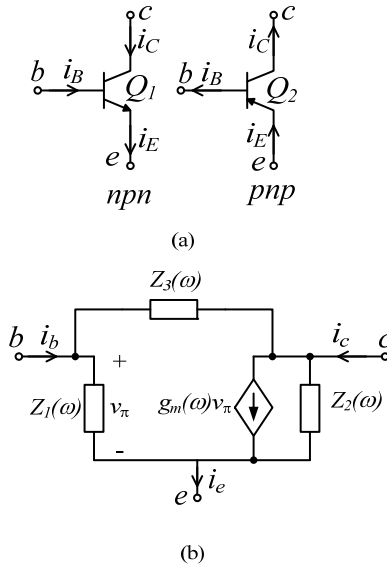 c c
i_C i_C
b i_B Q_1 b i_B Q_2
i_E i_E
e e
npn pnp
(a)
Z_3(ω)
b i_b + i_c c
Z_1(ω) v_π g_m(ω)v_π Z_2(ω)
-
e i_e
(b)